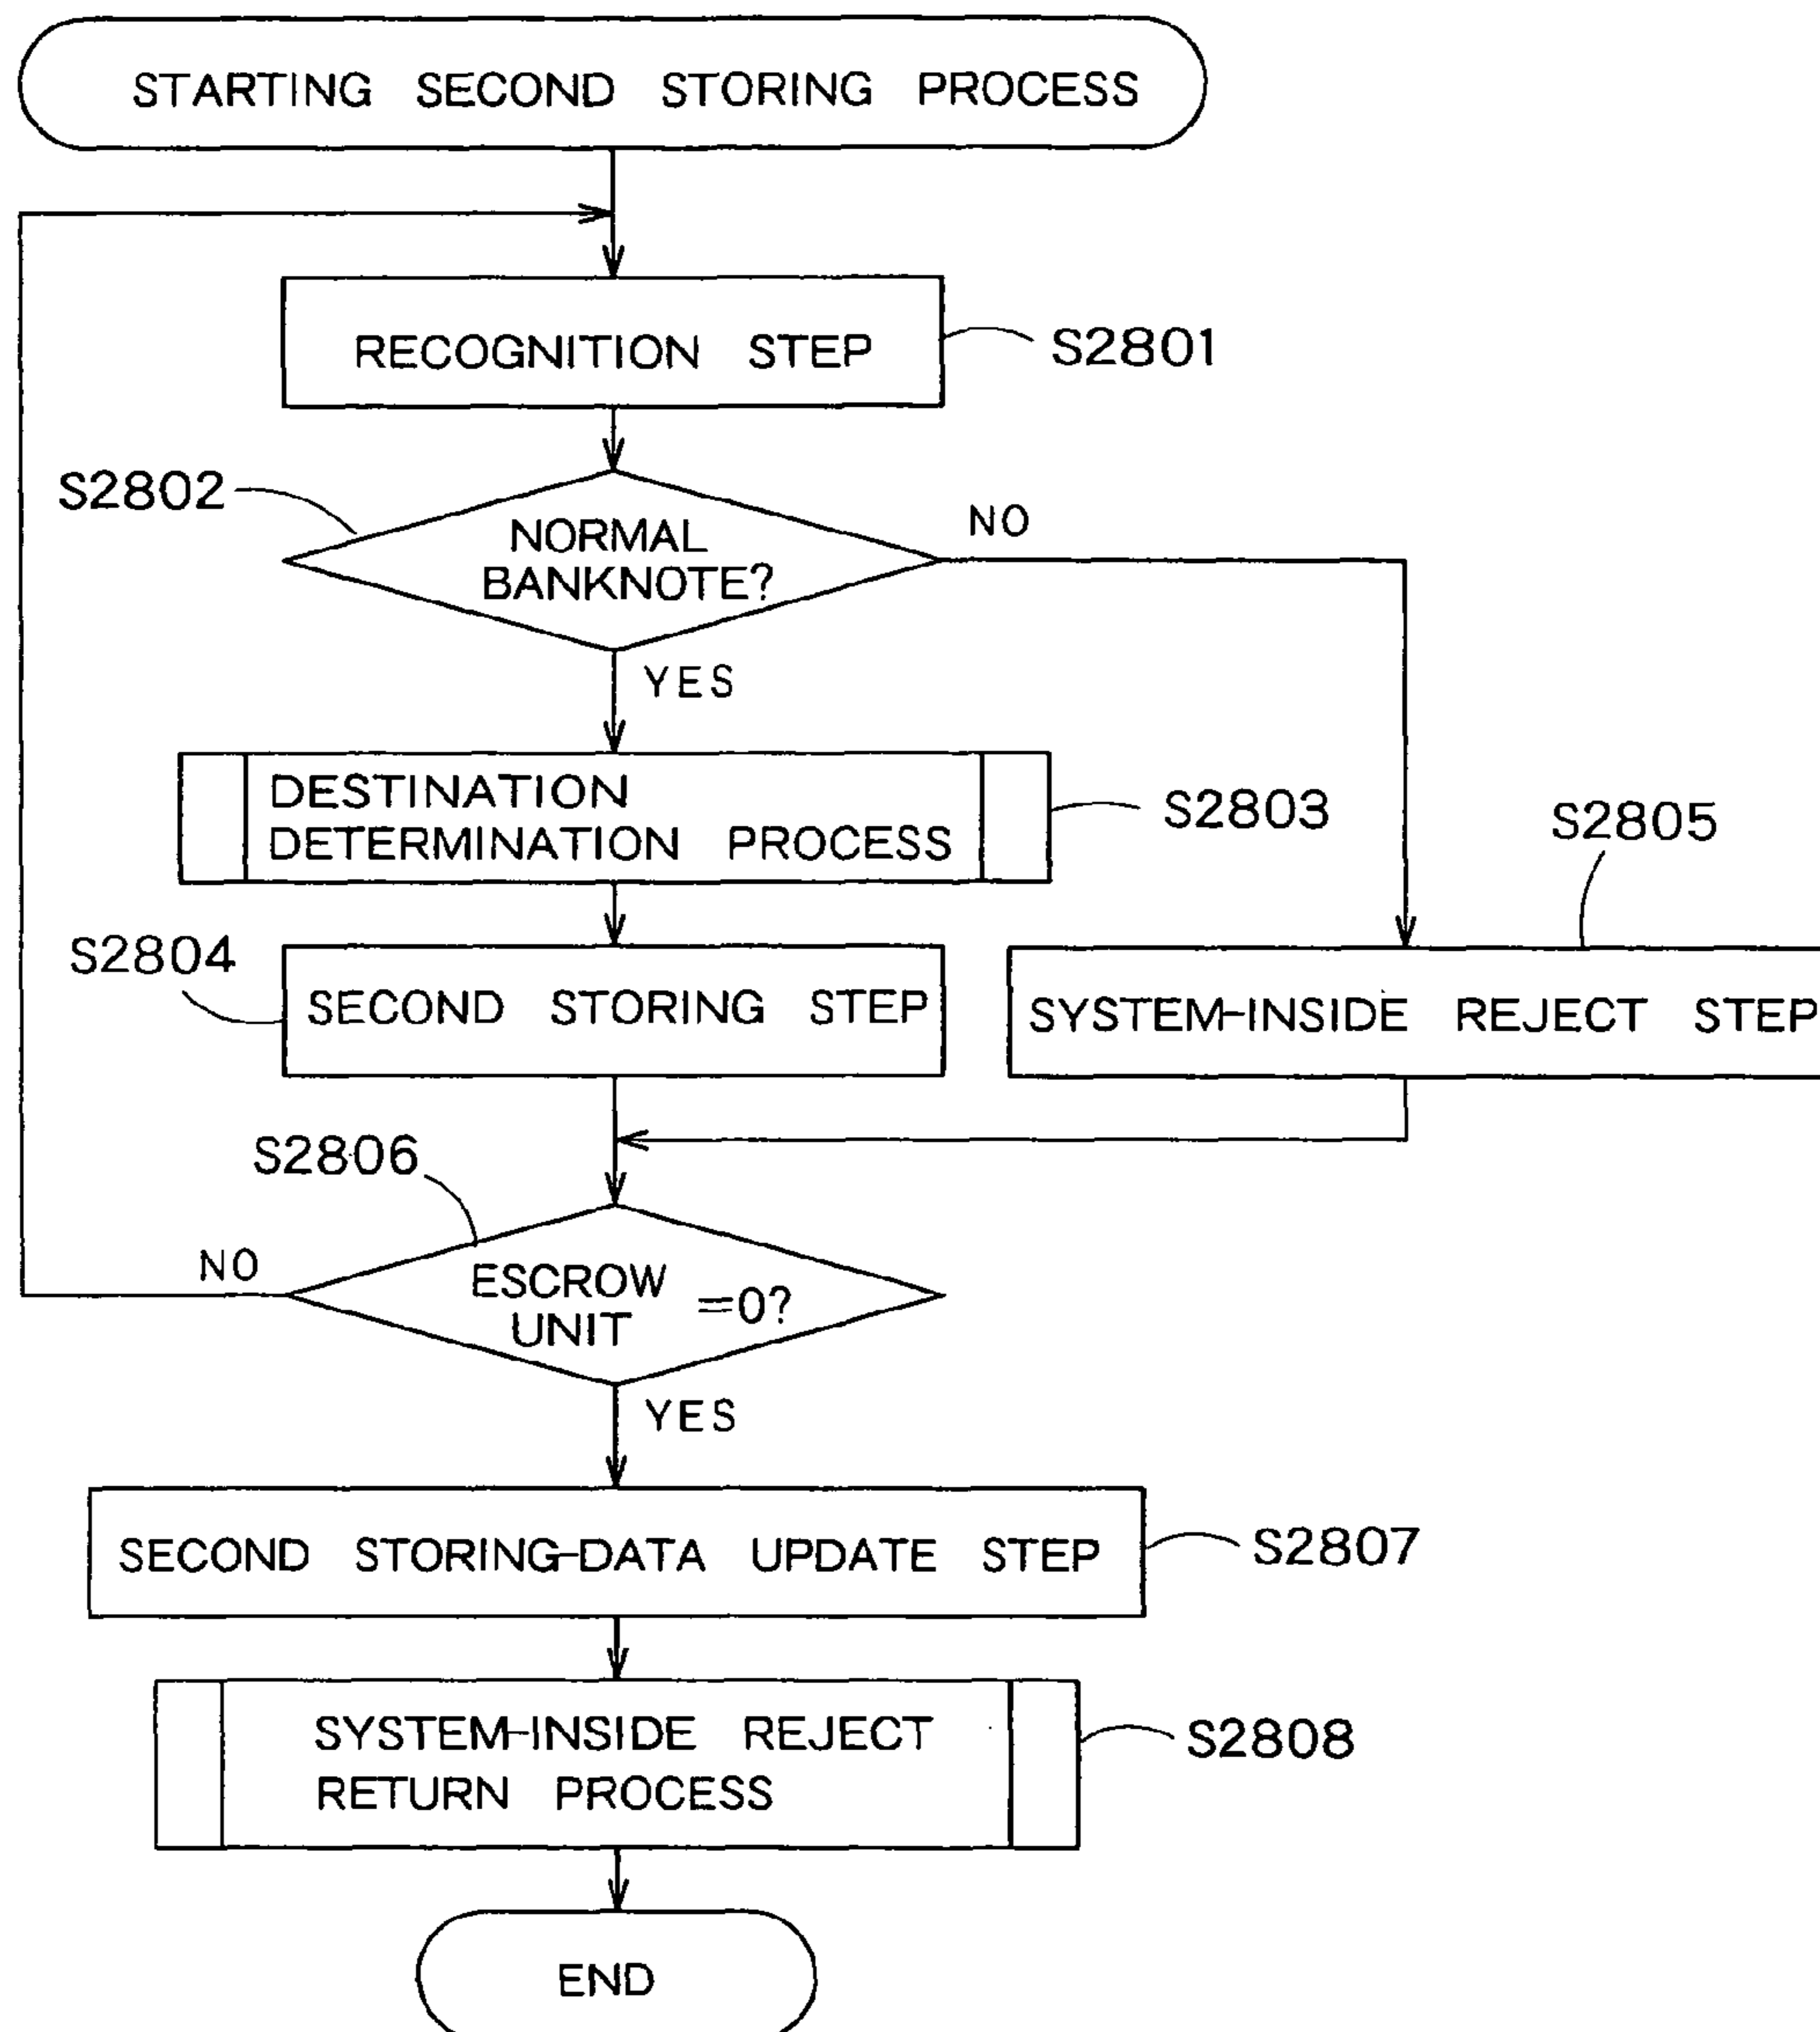 STARTING SECOND STORING PROCESS
RECOGNITION STEP
S2801
S2802
NORMAL
BANKNOTE?
NO
YES
DESTINATION
DETERMINATION PROCESS
S2803
S2805
S2804
SECOND STORING STEP
SYSTEM-INSIDE REJECT STEP
S2806
NO
ESCROW
UNIT =0?
YES
SECOND STORING-DATA UPDATE STEP
S2807
SYSTEM-INSIDE REJECT
RETURN PROCESS
S2808
END